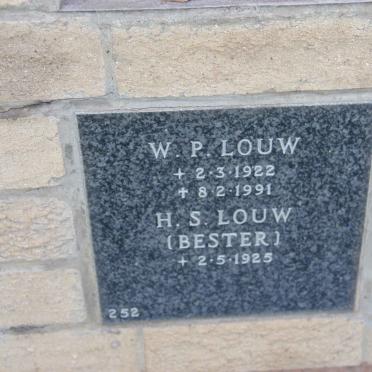 W. P. LOUW
+ 2·3·1922
✝ 8·2·1991
H. S. LOUW
(BESTER)
+ 2·5·1925
252